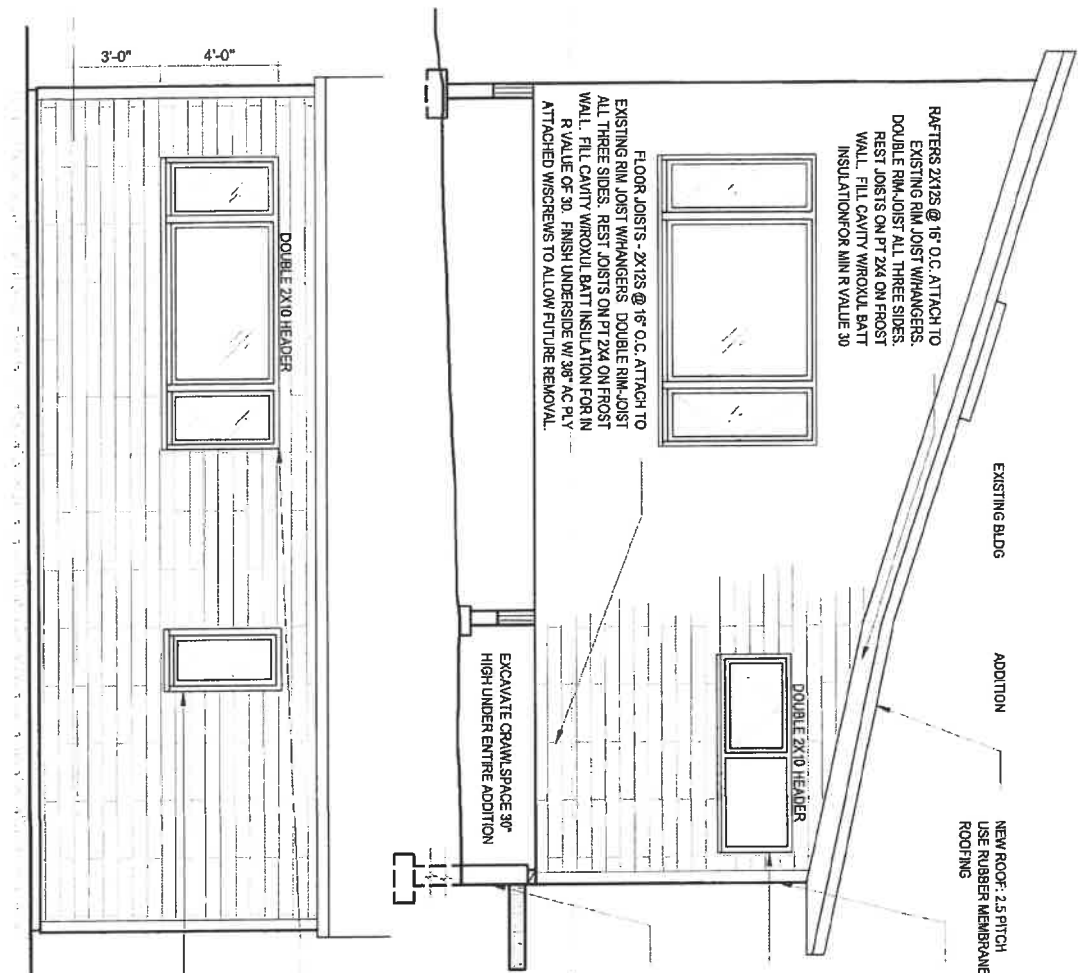 RAFTERS 2X12S @ 16" O.C. ATTACH TO
EXISTING RIM JOIST W/HANGERS.
DOUBLE RIM-JOIST ALL THREE SIDES.
REST JOISTS ON PT 2X4 ON FROST
WALL. FILL CAVITY W/ROXUL BATT
INSULATIONFOR MIN R VALUE 30
EXISTING BLDG
ADDITION
NEW ROOF: 2.5 PITCH
USE RUBBER MEMBRANE
ROOFING
FLOOR JOISTS - 2X12S @ 16" O.C. ATTACH TO
EXISTING RIM JOIST W/HANGERS DOUBLE RIM-JOIST
ALL THREE SIDES. REST JOISTS ON PT 2X4 ON FROST
WALL. FILL CAVITY W/ROXUL BATT INSULATION FOR IN
R VALUE OF 30. FINISH UNDERSIDE W/ 3/8" AC PLY
ATTACHED W/SCREWS TO ALLOW FUTURE REMOVAL.
DOUBLE 2X10 HEADER
EXCAVATE CRAWLSPACE 30"
HIGH UNDER ENTIRE ADDITION
3'-0"
4'-0"
DOUBLE 2X10 HEADER